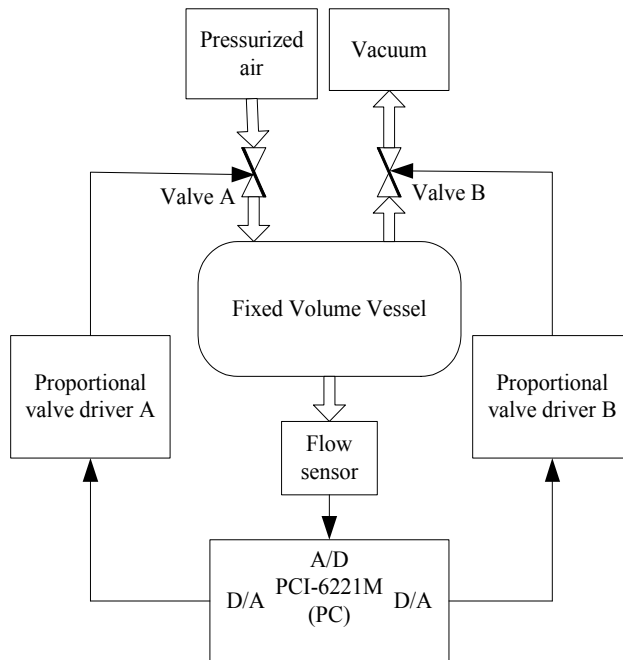 Pressurized
air
Vacuum
Valve A
Valve B
Fixed Volume Vessel
Proportional
valve driver A
Proportional
valve driver B
Flow
sensor
A/D
PCI-6221M
D/A
D/A
(PC)